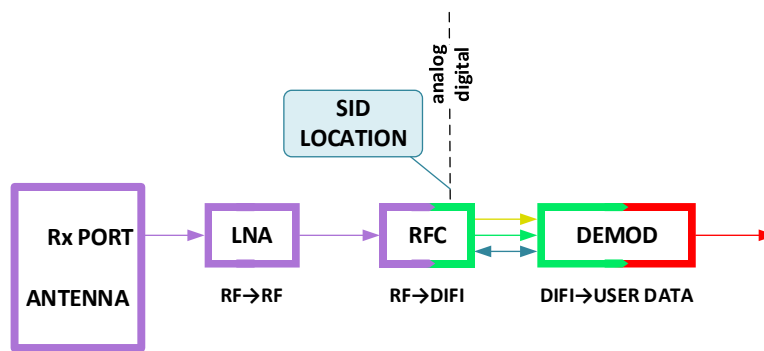 analog
digital
SID
LOCATION
Rx PORT
ANTENNA
LNA
RFC
DEMOD
RF→RF
RF→DIFI
DIFI→USER DATA